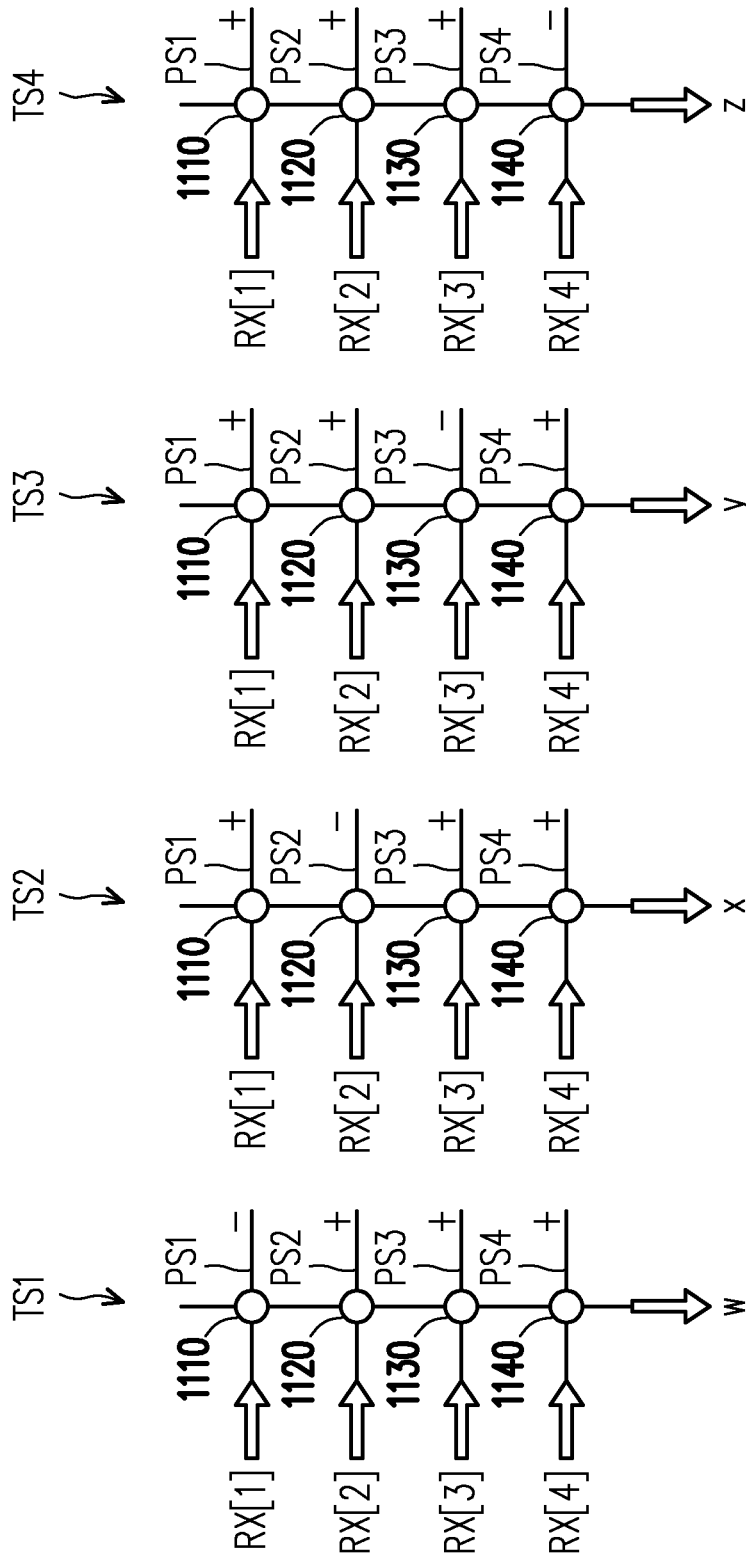 TS1
PS1 -
1110
RX[1]
PS2 +
1120
RX[2]
PS3 +
1130
RX[3]
PS4 +
1140
RX[4]
w
TS2
PS1 +
1110
RX[1]
PS2 -
1120
RX[2]
PS3 +
1130
RX[3]
PS4 +
1140
RX[4]
x
TS3
PS1 +
1110
RX[1]
PS2 +
1120
RX[2]
PS3 -
1130
RX[3]
PS4 +
1140
RX[4]
y
TS4
PS1 +
1110
RX[1]
PS2 +
1120
RX[2]
PS3 +
1130
RX[3]
PS4 -
1140
RX[4]
z